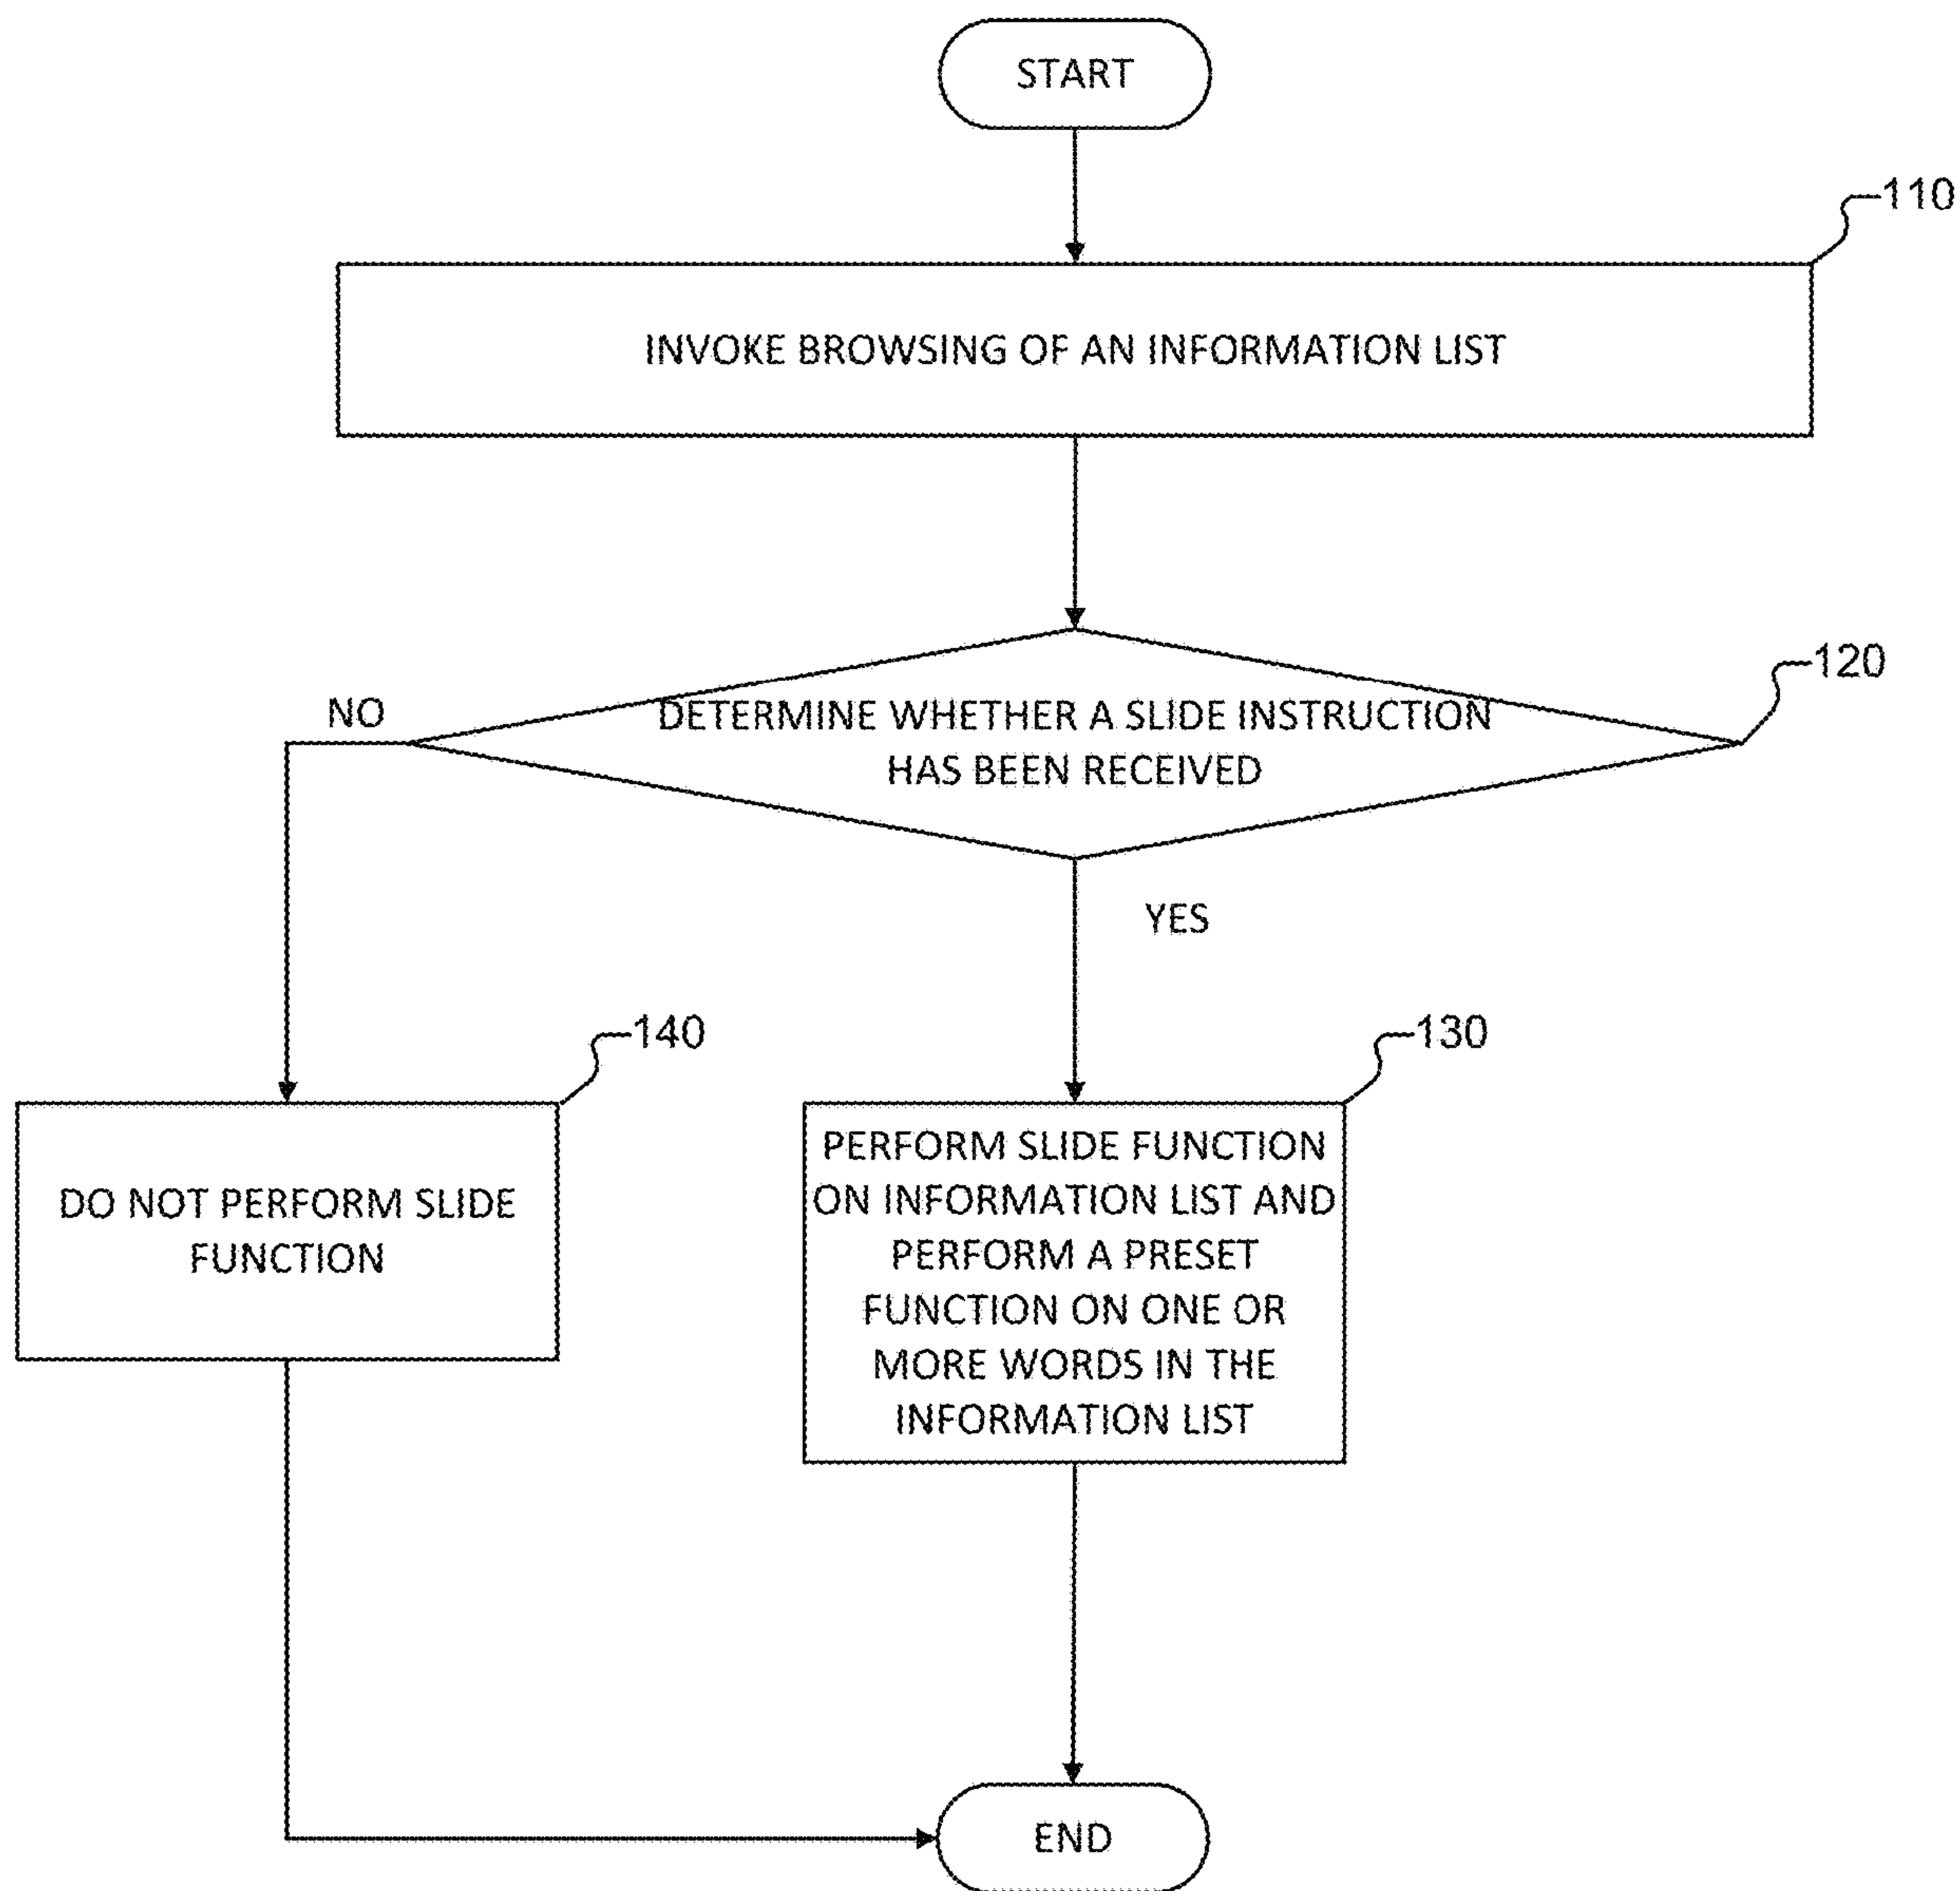 START
110
INVOKE BROWSING OF AN INFORMATION LIST
120
NO
DETERMINE WHETHER A SLIDE INSTRUCTION
HAS BEEN RECEIVED
YES
140
130
DO NOT PERFORM SLIDE
FUNCTION
PERFORM SLIDE FUNCTION
ON INFORMATION LIST AND
PERFORM A PRESET
FUNCTION ON ONE OR
MORE WORDS IN THE
INFORMATION LIST
END